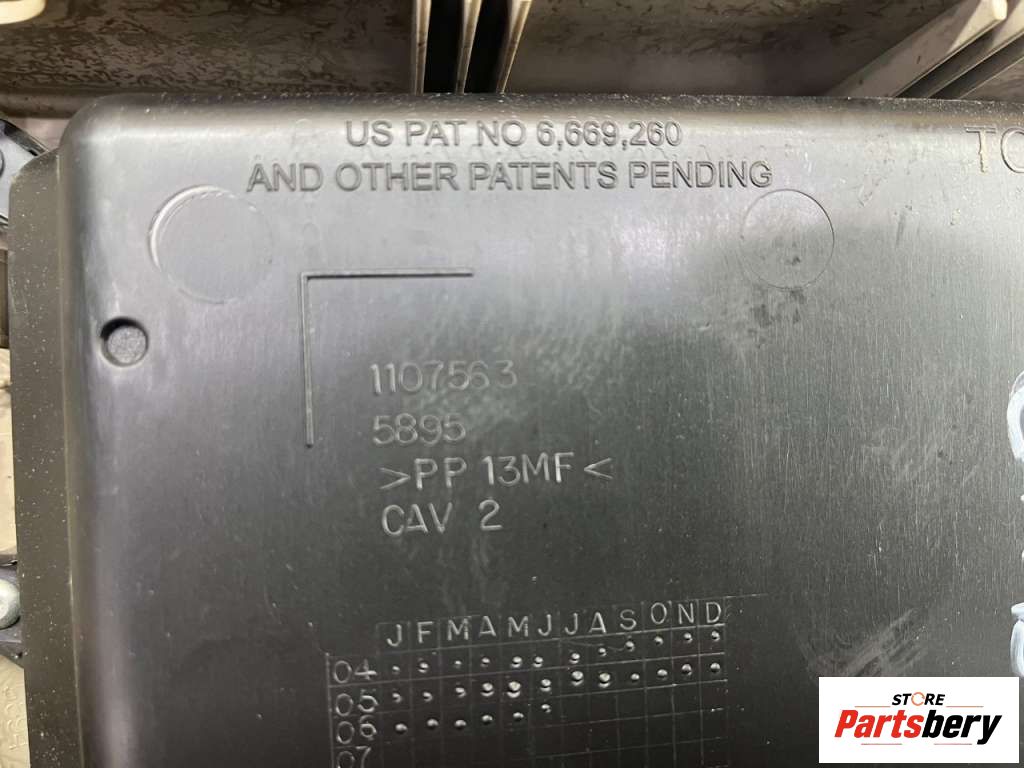 US PAT NO 6,669,260
AND OTHER PATENTS PENDING
1107563
5895
>PP 13MF<
CAV 2
J F M A M J J A S O N D
04
05
06
07
STORE
Partsbery